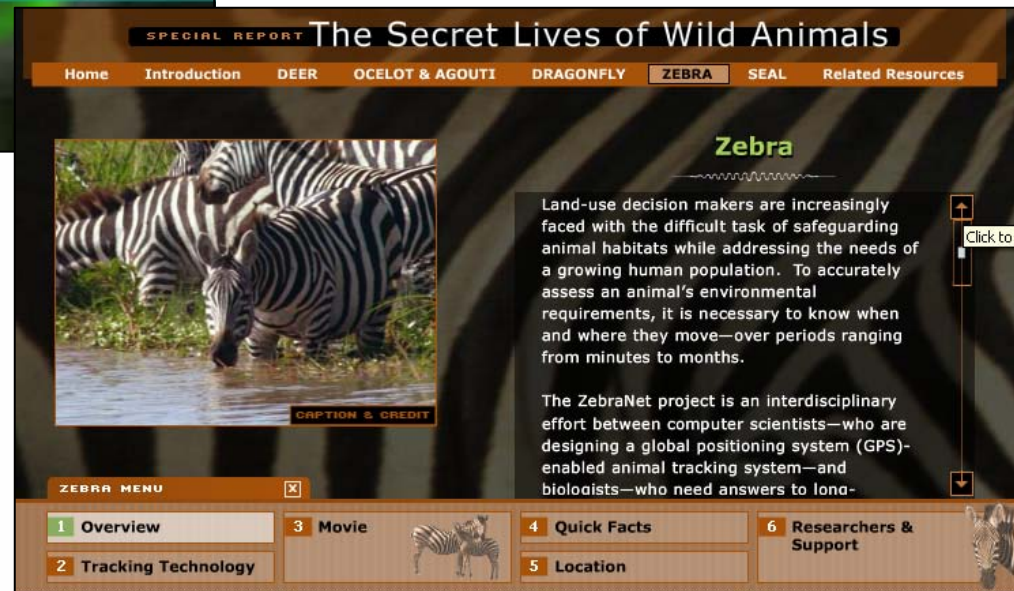 SPECIAL REPORT The Secret Lives of Wild Animals
Home Introduction DEER OCELOT & AGOUTI DRAGONFLY ZEBRA SEAL Related Resources
Zebra
Land-use decision makers are increasingly
faced with the difficult task of safeguarding
animal habitats while addressing the needs of
a growing human population. To accurately
assess an animal's environmental
requirements, it is necessary to know when
and where they move—over periods ranging
from minutes to months.
The ZebraNet project is an interdisciplinary
effort between computer scientists—who are
designing a global positioning system (GPS)-
enabled animal tracking system—and
biologists—who need answers to long-
Click to
CAPTION & CREDIT
ZEBRA MENU X
1 Overview
2 Tracking Technology
3 Movie
4 Quick Facts
5 Location
6 Researchers &
Support